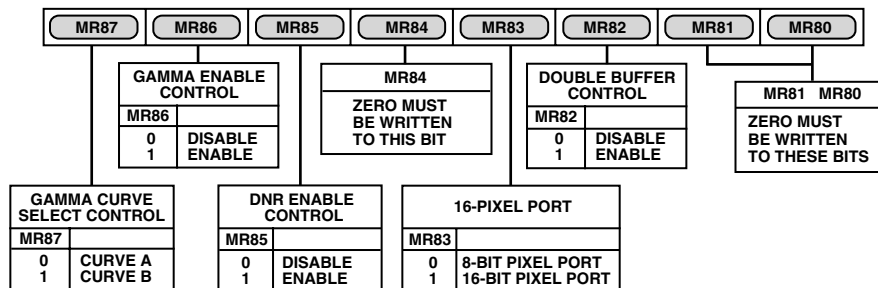 MR87 MR86 MR85 MR84 MR83 MR82 MR81 MR80
GAMMA ENABLE
CONTROL
MR86
0 DISABLE
1 ENABLE
MR84
ZERO MUST
BE WRITTEN
TO THIS BIT
DOUBLE BUFFER
CONTROL
MR82
0 DISABLE
1 ENABLE
MR81 MR80
ZERO MUST
BE WRITTEN
TO THESE BITS
GAMMA CURVE
SELECT CONTROL
MR87
0 CURVE A
1 CURVE B
DNR ENABLE
CONTROL
MR85
0 DISABLE
1 ENABLE
16-PIXEL PORT
MR83
0 8-BIT PIXEL PORT
1 16-BIT PIXEL PORT